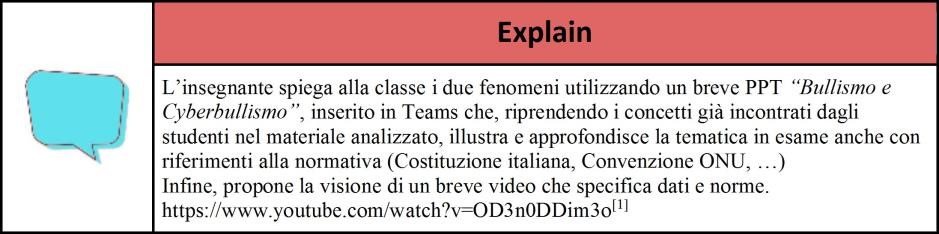 Explain
L’insegnante spiega alla classe i due fenomeni utilizzando un breve PPT “Bullismo e
Cyberbullismo”, inserito in Teams che, riprendendo i concetti già incontrati dagli
studenti nel materiale analizzato, illustra e approfondisce la tematica in esame anche con
riferimenti alla normativa (Costituzione italiana, Convenzione ONU, …)
Infine, propone la visione di un breve video che specifica dati e norme.
https://www.youtube.com/watch?v=OD3n0DDim3o[1]